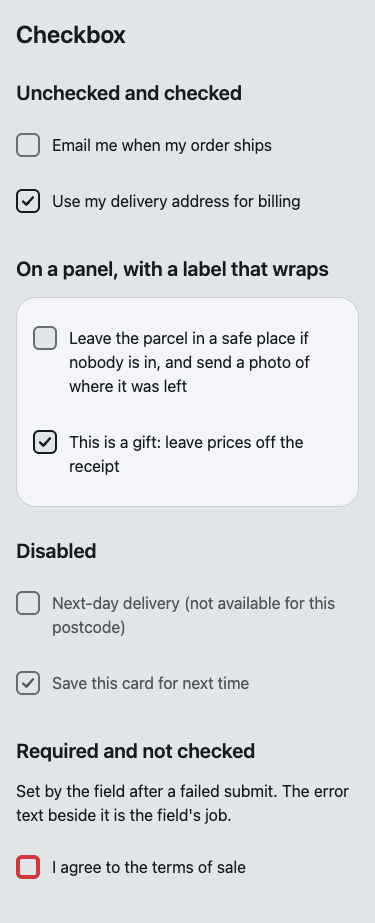 Checkbox
Unchecked and checked
Email me when my order ships
Use my delivery address for billing
On a panel, with a label that wraps
Leave the parcel in a safe place if
nobody is in, and send a photo of
where it was left
This is a gift: leave prices off the
receipt
Disabled
Next-day delivery (not available for this
postcode)
Save this card for next time
Required and not checked
Set by the field after a failed submit. The error
text beside it is the field's job.
I agree to the terms of sale